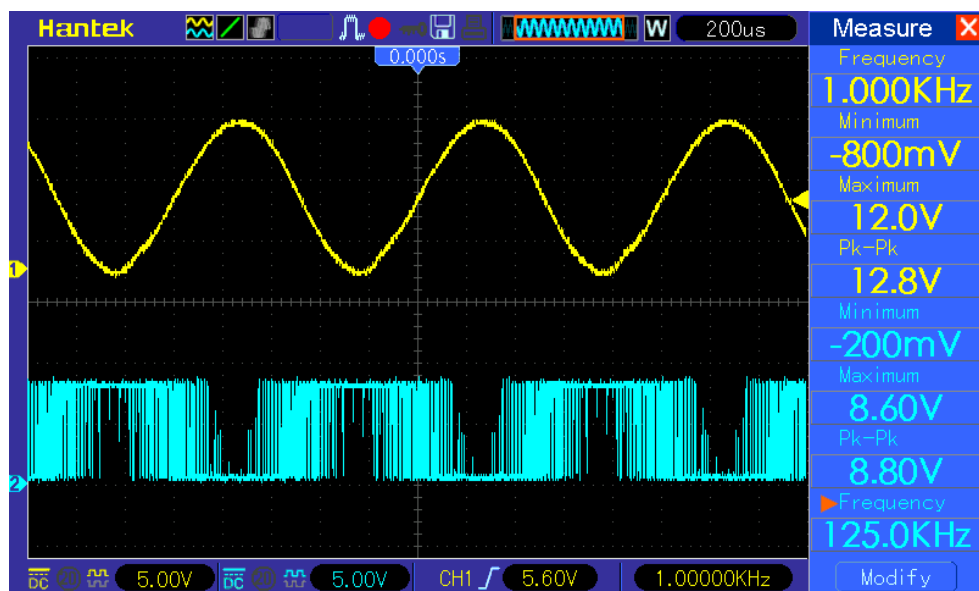 Hantek W 200us Measure X
0.000s
Frequency
1.000KHz
Minimum
-800mV
Maximum
12.0V
Pk-Pk
12.8V
Minimum
-200mV
Maximum
8.60V
Pk-Pk
8.80V
Frequency
125.0KHz
1
2
DC 5.00V DC 5.00V CH1 5.60V 1.00000KHz Modify